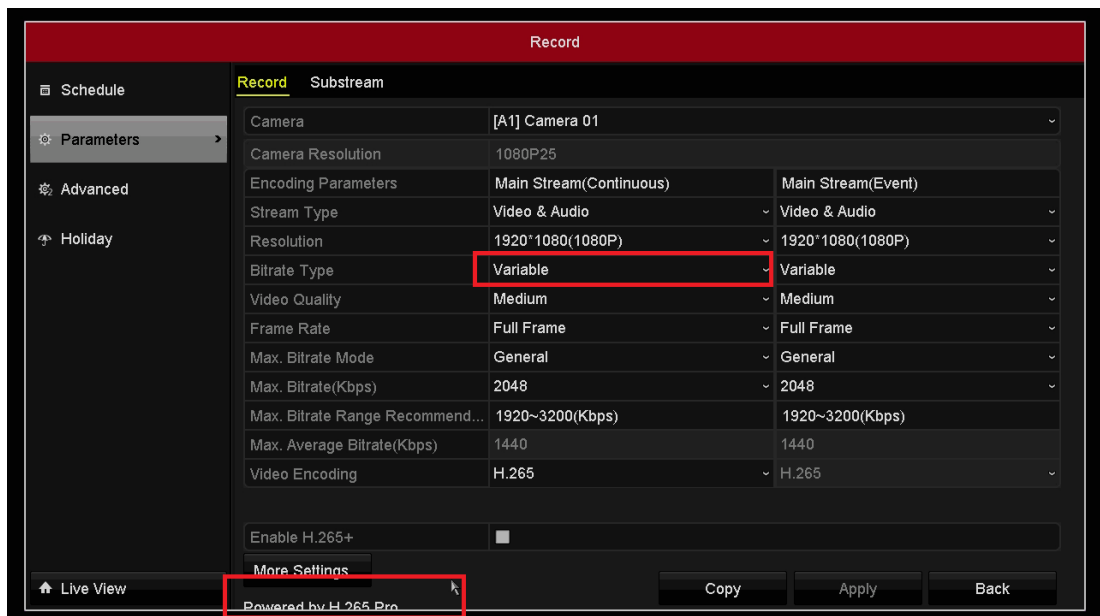 Record
Schedule
Parameters
Advanced
Holiday
Live View
Record Substream
Camera [A1] Camera 01
Camera Resolution 1080P25
Encoding Parameters Main Stream(Continuous) Main Stream(Event)
Stream Type Video & Audio Video & Audio
Resolution 1920*1080(1080P) 1920*1080(1080P)
Bitrate Type Variable Variable
Video Quality Medium Medium
Frame Rate Full Frame Full Frame
Max. Bitrate Mode General General
Max. Bitrate(Kbps) 2048 2048
Max. Bitrate Range Recommend... 1920~3200(Kbps) 1920~3200(Kbps)
Max. Average Bitrate(Kbps) 1440 1440
Video Encoding H.265 H.265
Enable H.265+
More Settings
Powered by H.265 Pro
Copy Apply Back